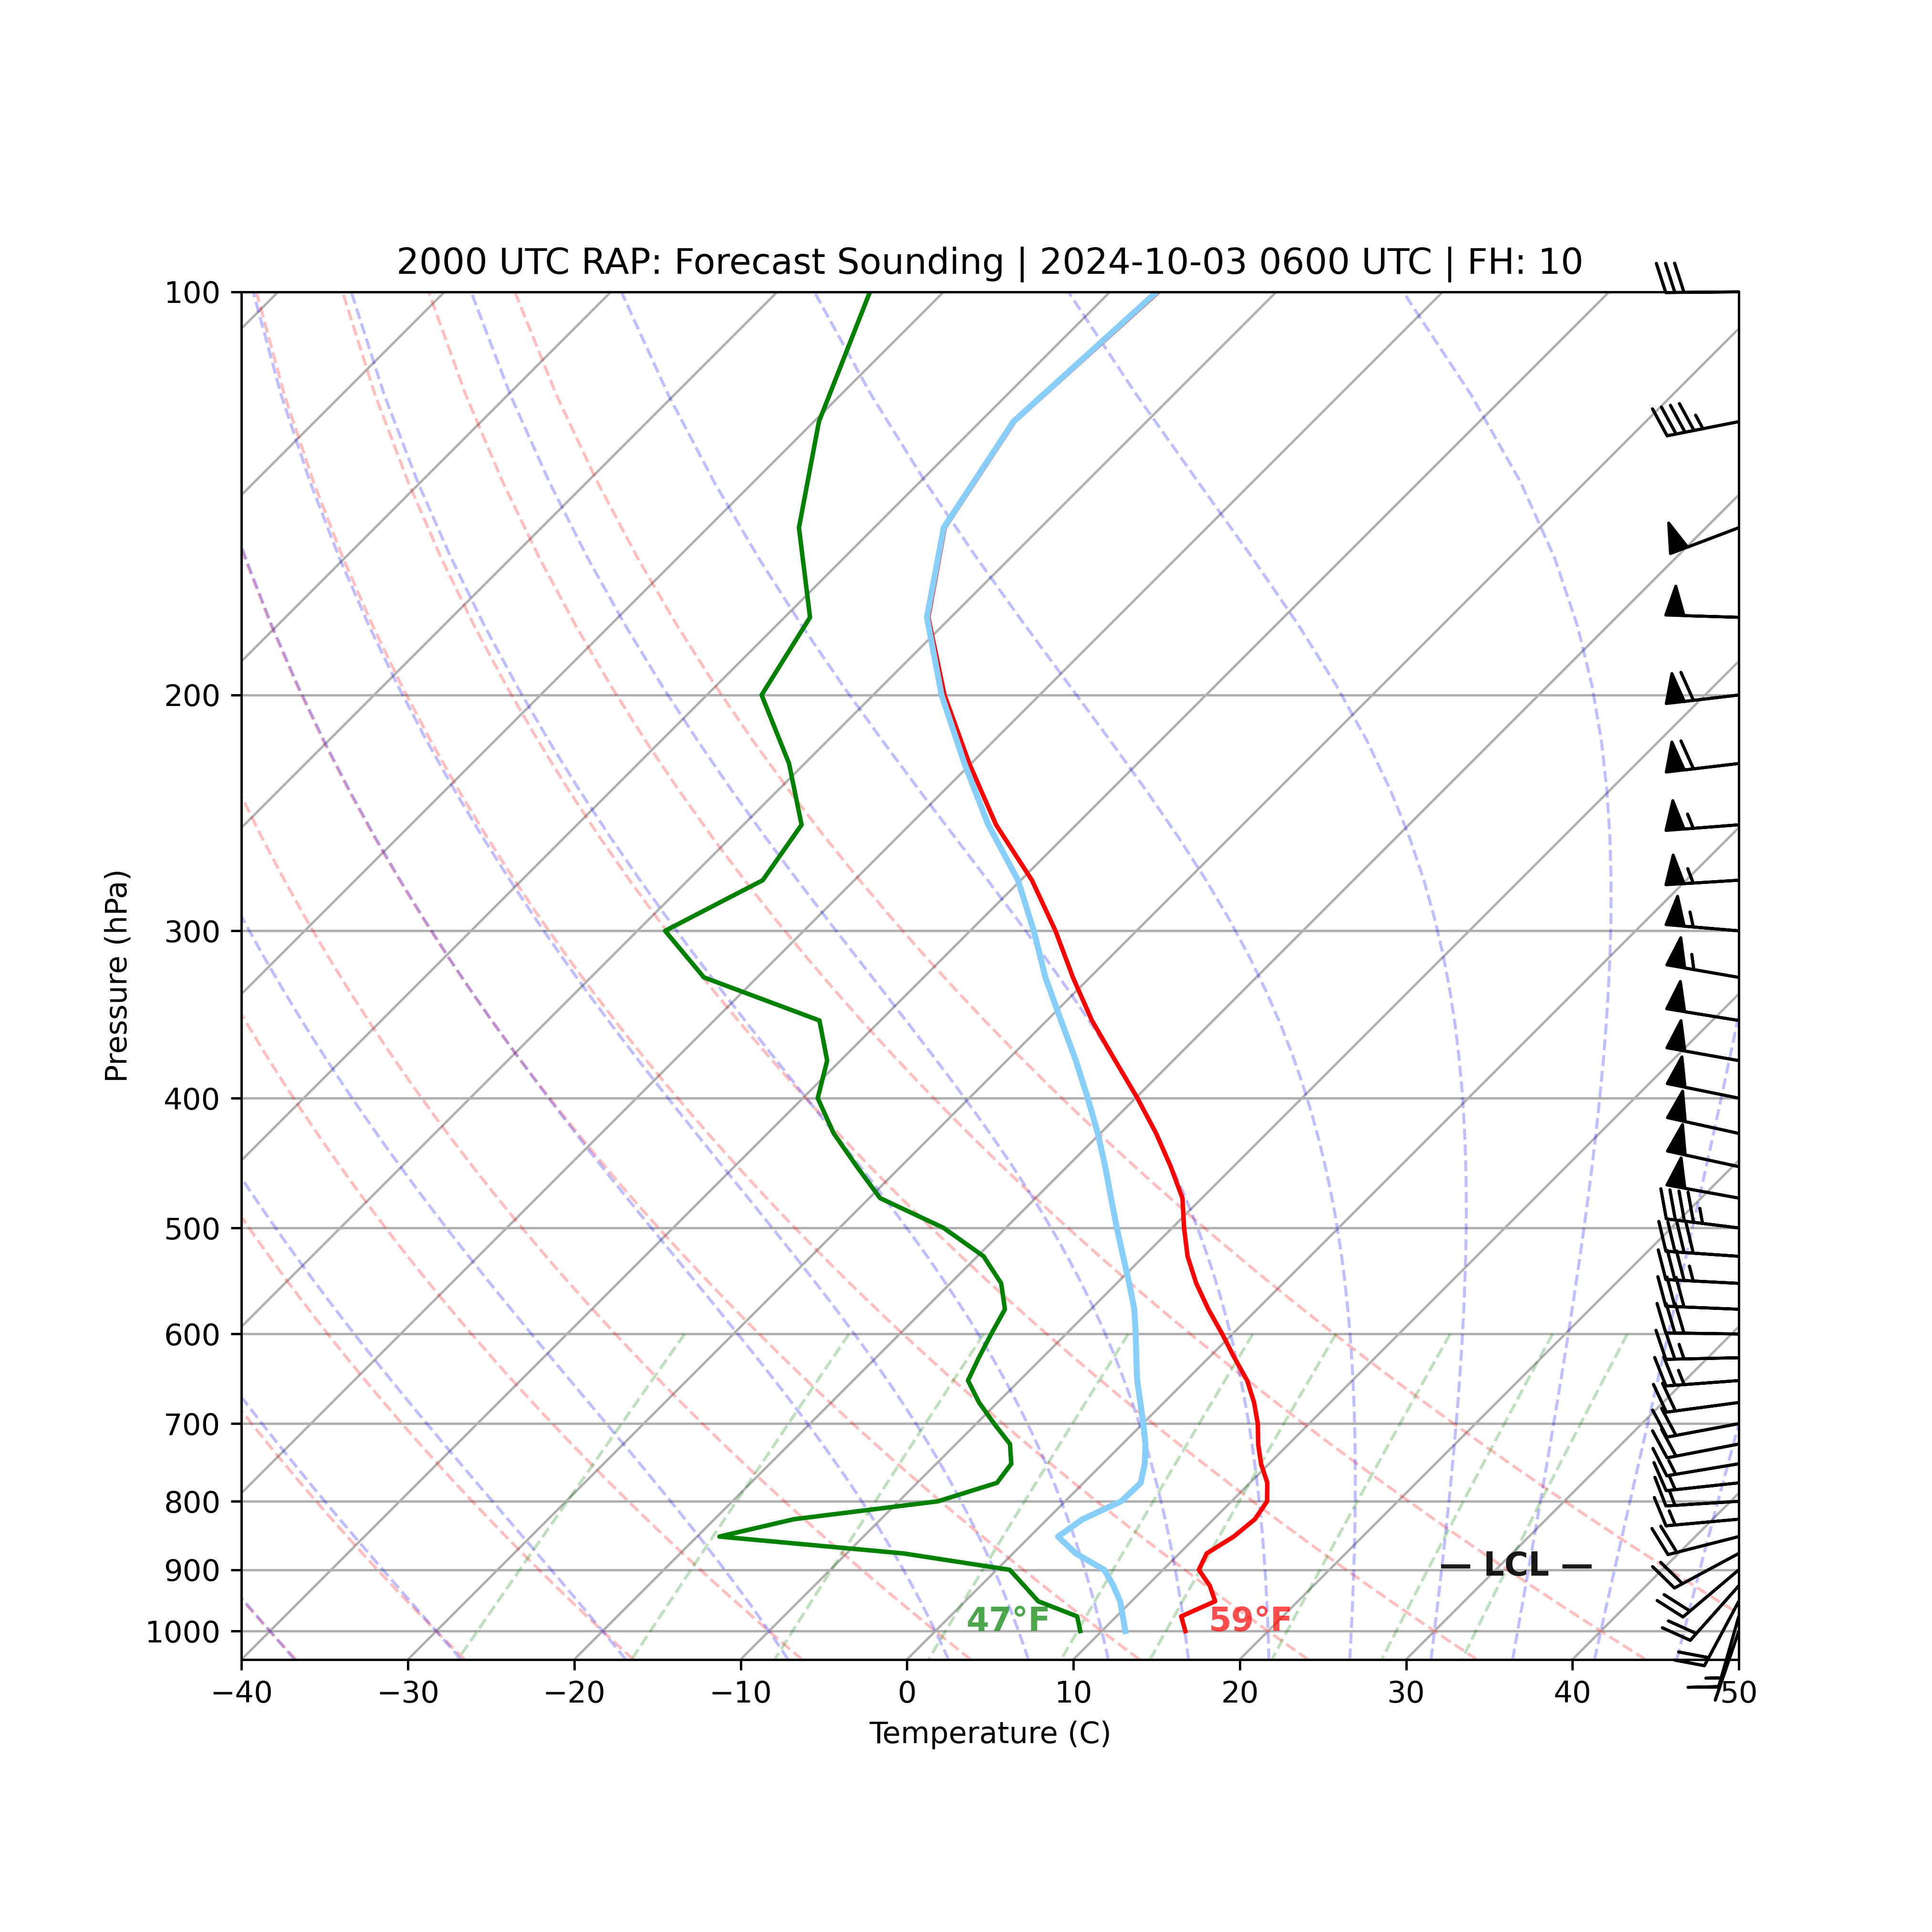 2000 UTC RAP: Forecast Sounding | 2024-10-03 0600 UTC | FH: 10
100
200
300
400
500
600
700
800
900
1000
Pressure (hPa)
— LCL —
47°F
59°F
−40 −30 −20 −10 0 10 20 30 40 50
Temperature (C)